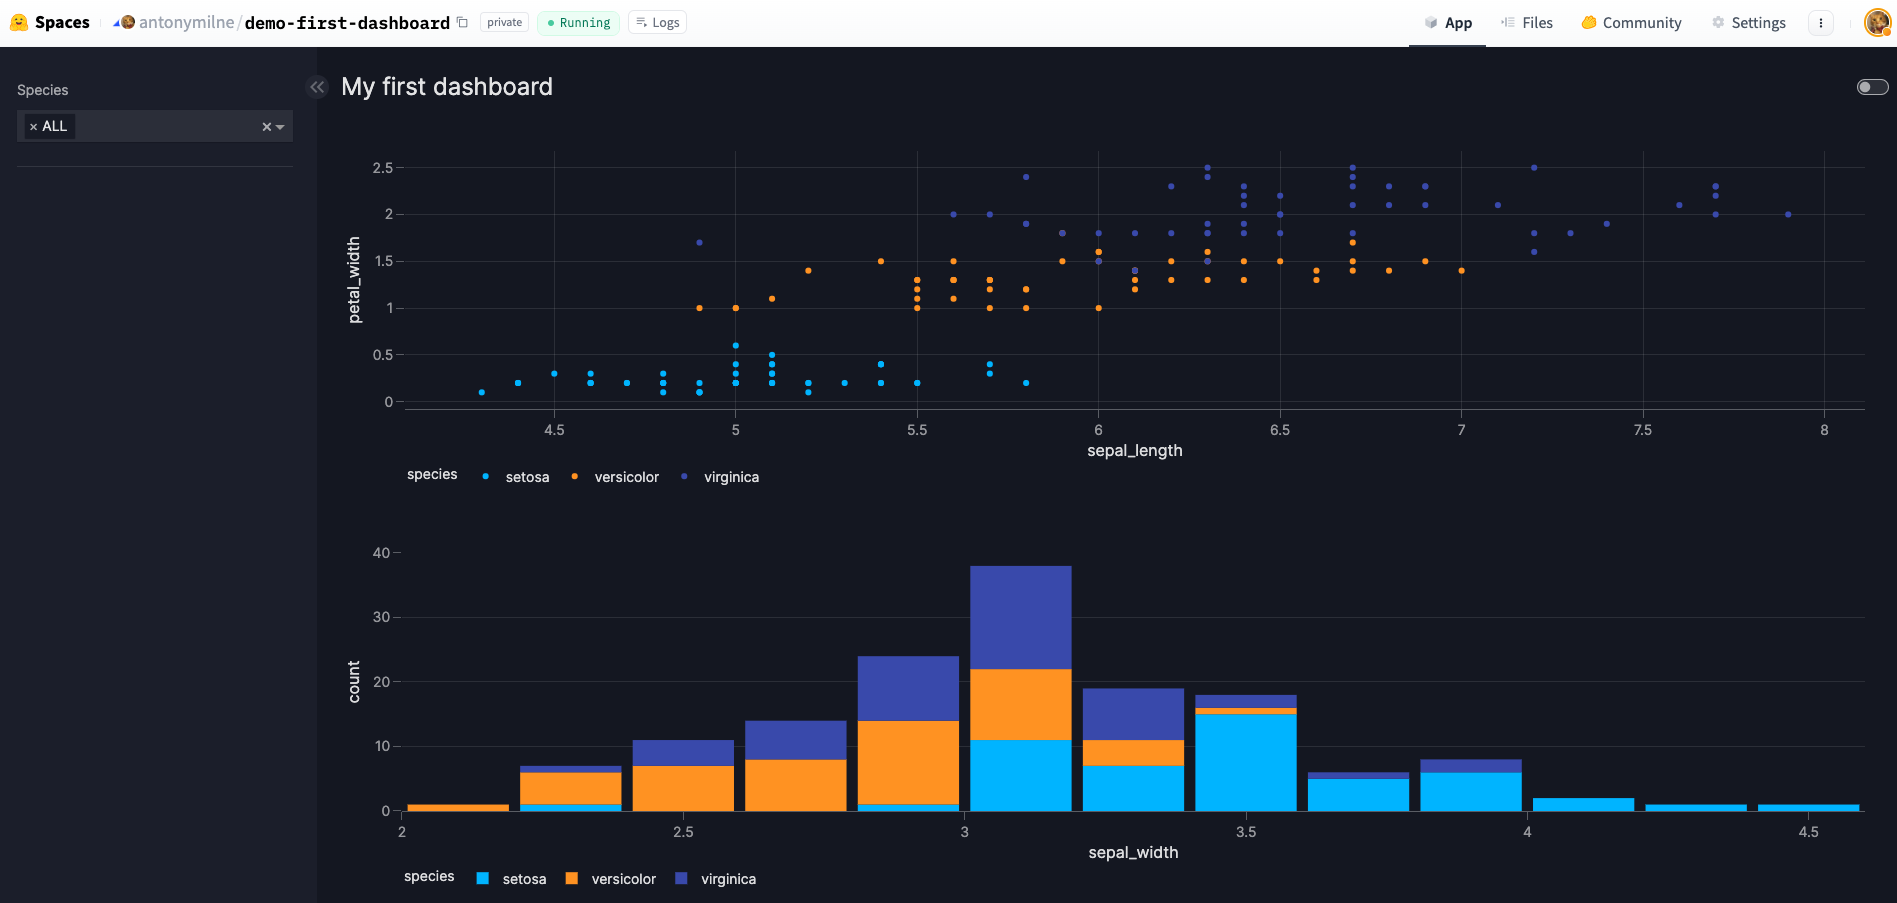 Spaces antonymilne/demo-first-dashboard private Running Logs App Files Community Settings
Species
× ALL
My first dashboard
2.5
2
1.5
1
0.5
0
petal_width
4.5 5 5.5 6 6.5 7 7.5 8
sepal_length
species setosa versicolor virginica
40
30
20
10
0
count
2 2.5 3 3.5 4 4.5
sepal_width
species setosa versicolor virginica